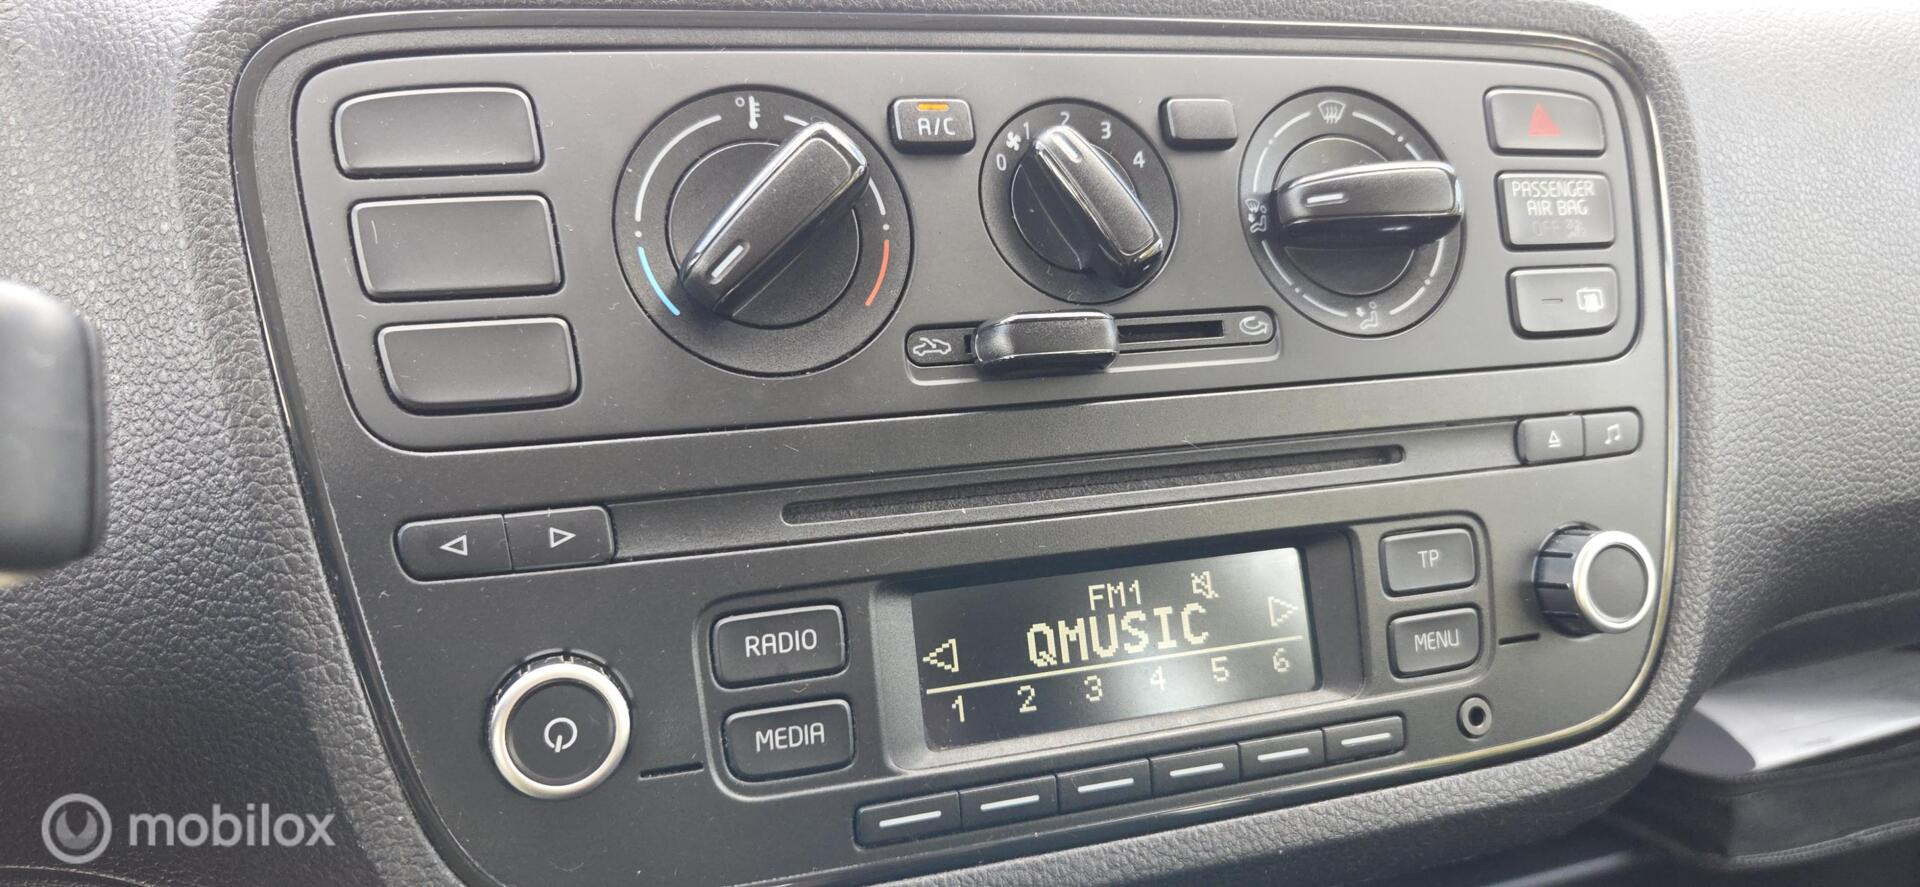 A/C
0 1 2 3 4
PASSENGER
AIR BAG
OFF
RADIO
MEDIA
FM1
QMUSIC
1 2 3 4 5 6
TP
MENU
mobilox